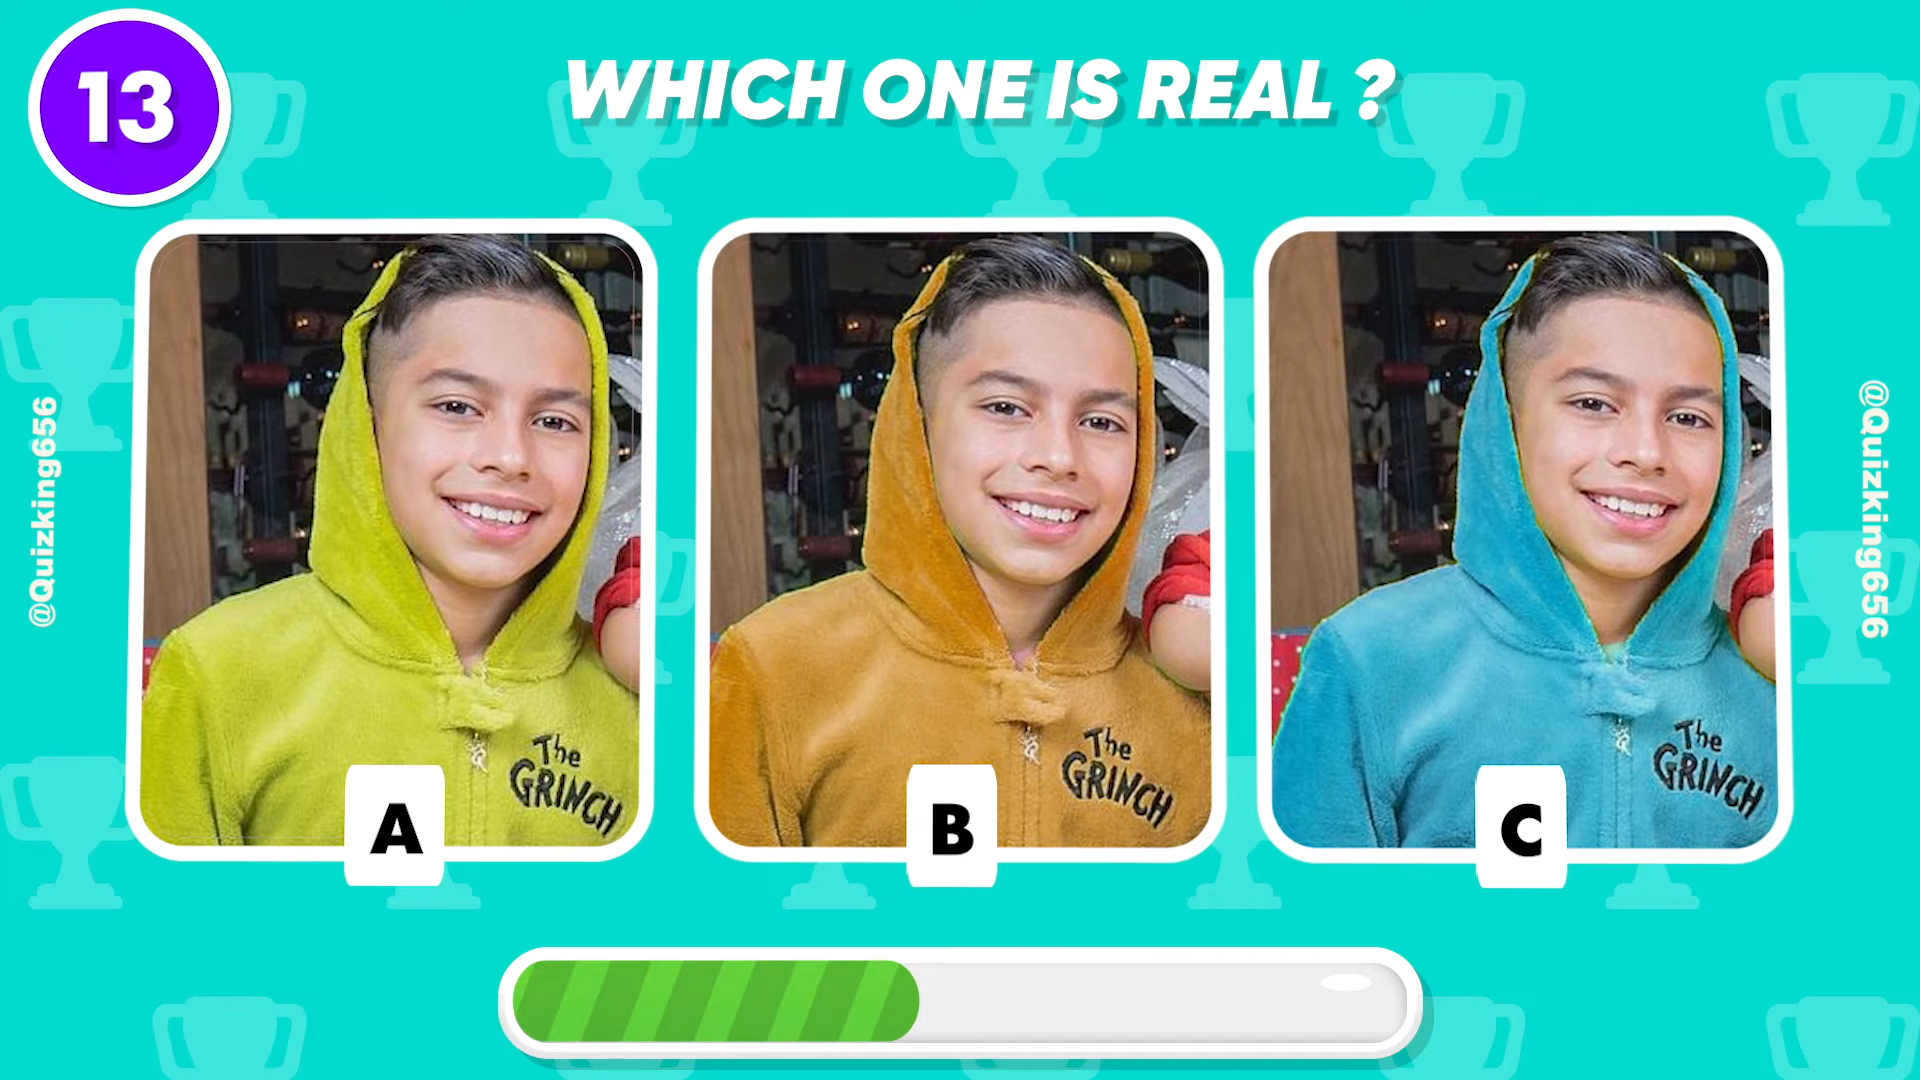 13
WHICH ONE IS REAL ?
@Quizking656
@Quizking656
The
GRINCH
The
GRINCH
The
GRINCH
A
B
C